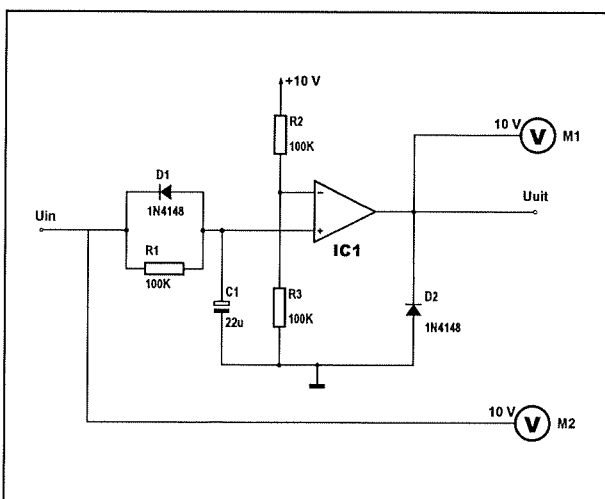 +10 V
R2
100K
10 V
V
M1
D1
1N4148
Uin
Uuit
−
+
IC1
R1
100K
C1
22u
R3
100K
D2
1N4148
10 V
V
M2